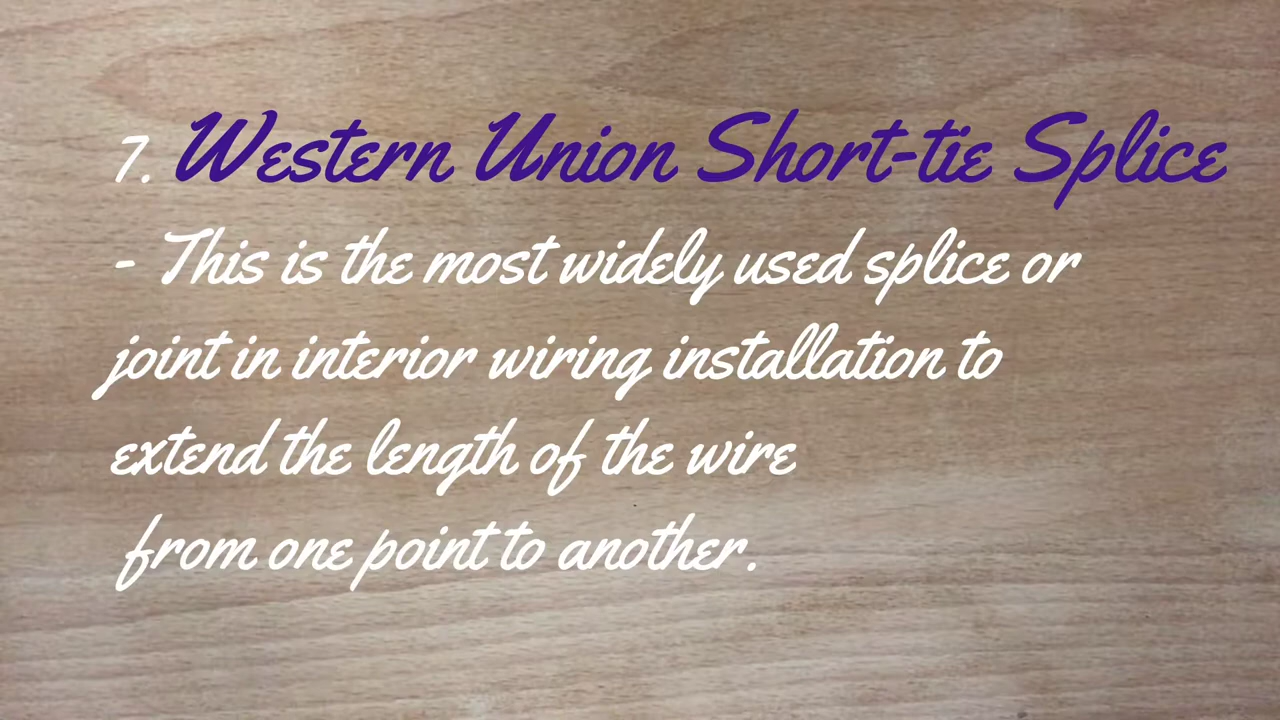 7. Western Union Short-tie Splice
- This is the most widely used splice or
joint in interior wiring installation to
extend the length of the wire
from one point to another.